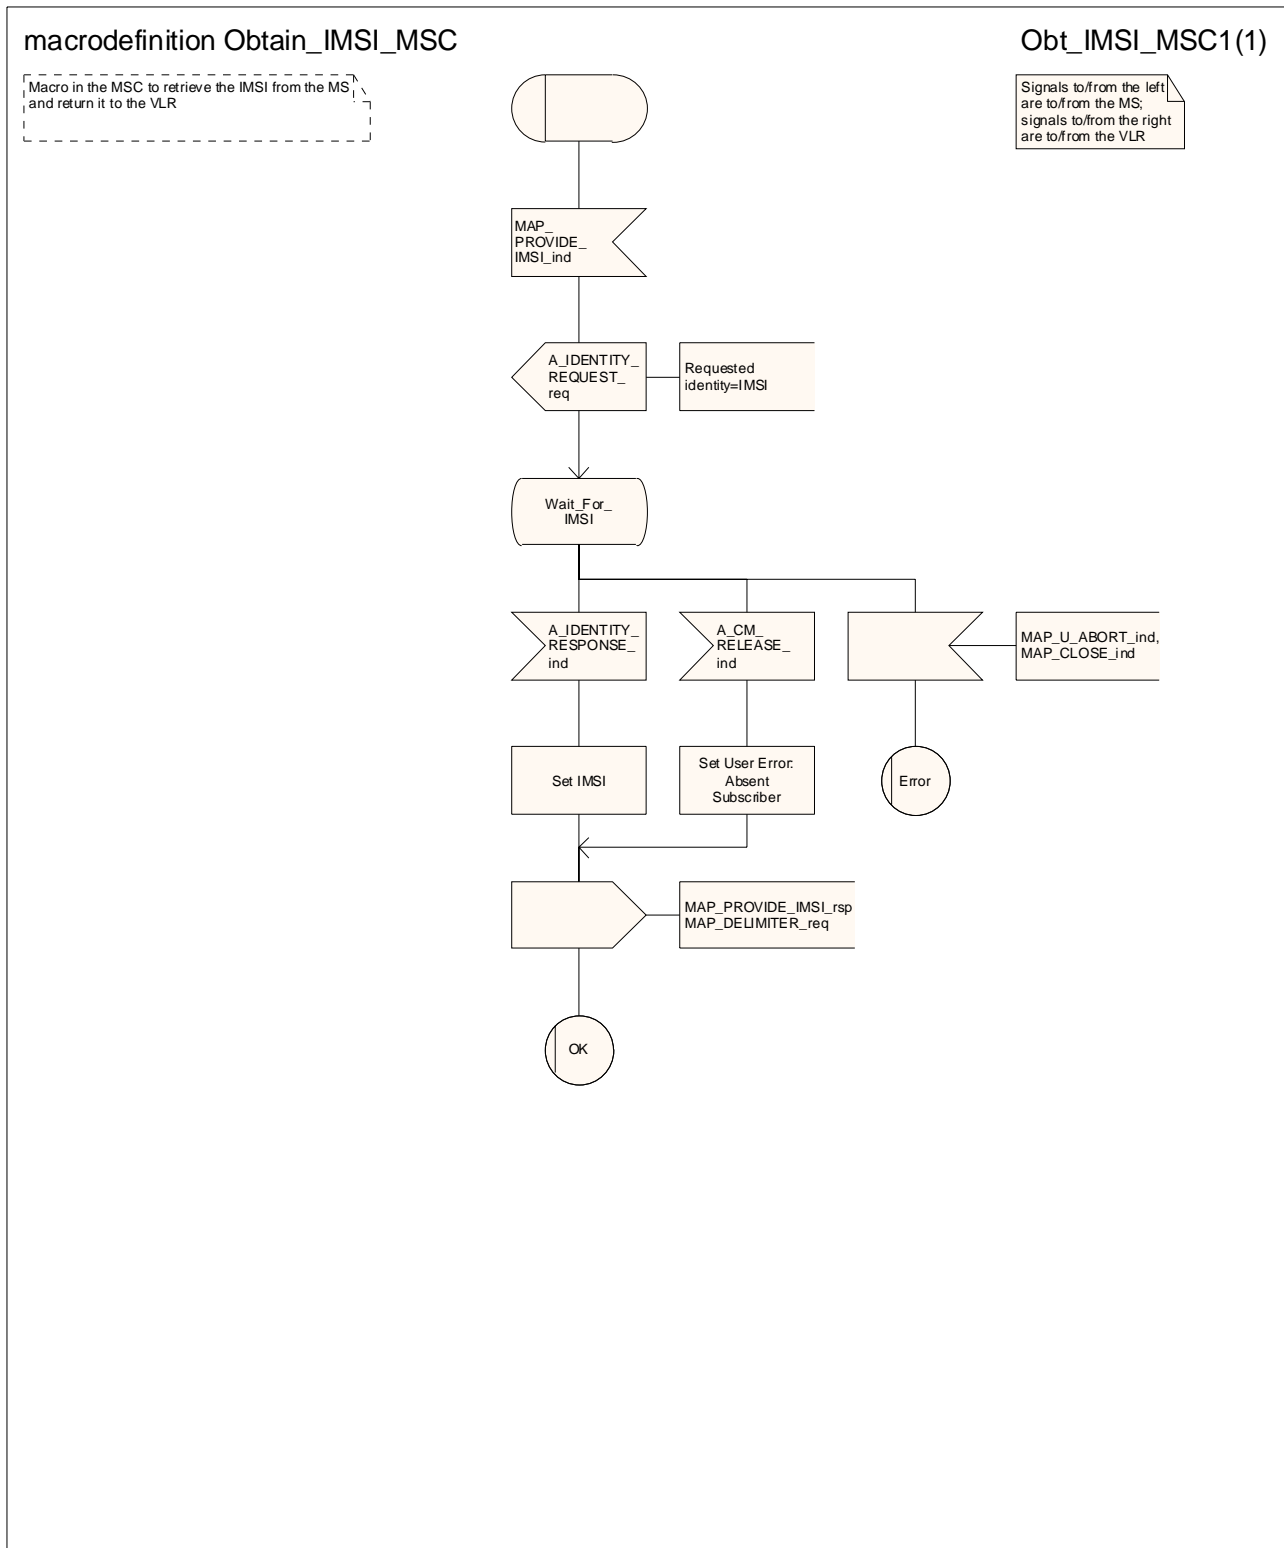 macrodefinition Obtain_IMSI_MSC
Obt_IMSI_MSC1(1)
Macro in the MSC to retrieve the IMSI from the MS
and return it to the VLR
Signals to/from the left
are to/from the MS;
signals to/from the right
are to/from the VLR
MAP_
PROVIDE_
IMSI_ind
A_IDENTITY_
REQUEST_
req
Requested
identity=IMSI
Wait_For_
IMSI
A_IDENTITY_
RESPONSE_
ind
A_CM_
RELEASE_
ind
MAP_U_ABORT_ind,
MAP_CLOSE_ind
Set IMSI
Set User Error:
Absent
Subscriber
Error
MAP_PROVIDE_IMSI_rsp
MAP_DELIMITER_req
OK